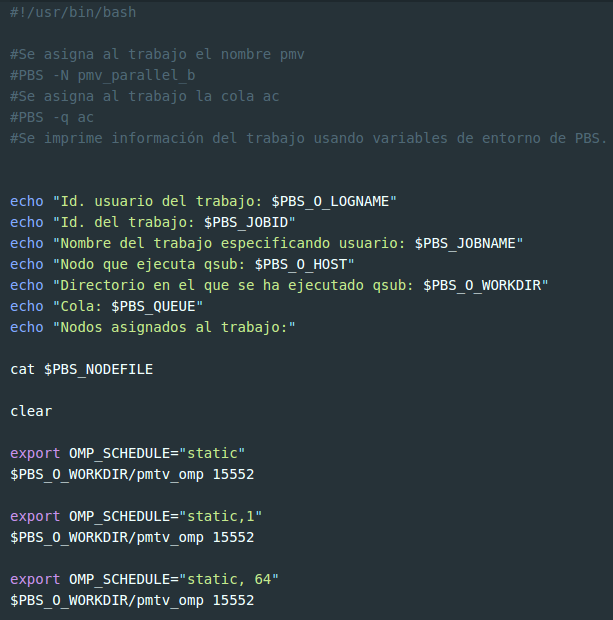 #!/usr/bin/bash
#Se asigna al trabajo el nombre pmv
#PBS -N pmv_parallel_b
#Se asigna al trabajo la cola ac
#PBS -q ac
#Se imprime información del trabajo usando variables de entorno de PBS.
echo "Id. usuario del trabajo: $PBS_O_LOGNAME"
echo "Id. del trabajo: $PBS_JOBID"
echo "Nombre del trabajo especificando usuario: $PBS_JOBNAME"
echo "Nodo que ejecuta qsub: $PBS_O_HOST"
echo "Directorio en el que se ha ejecutado qsub: $PBS_O_WORKDIR"
echo "Cola: $PBS_QUEUE"
echo "Nodos asignados al trabajo:"
cat $PBS_NODEFILE
clear
export OMP_SCHEDULE="static"
$PBS_O_WORKDIR/pmtv_omp 15552
export OMP_SCHEDULE="static,1"
$PBS_O_WORKDIR/pmtv_omp 15552
export OMP_SCHEDULE="static, 64"
$PBS_O_WORKDIR/pmtv_omp 15552